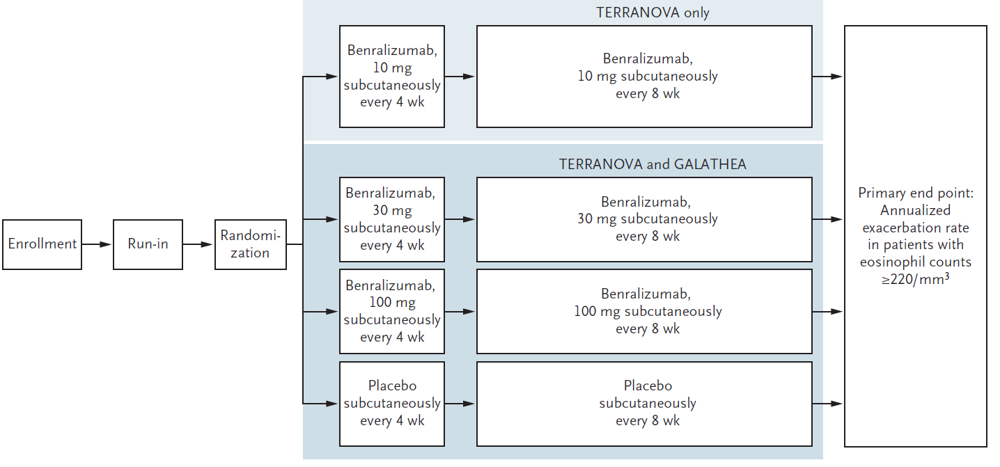 Enrollment
Run-in
Randomi-
zation
TERRANOVA only
Benralizumab,
10 mg
subcutaneously
every 4 wk
Benralizumab,
10 mg subcutaneously
every 8 wk
TERRANOVA and GALATHEA
Benralizumab,
30 mg
subcutaneously
every 4 wk
Benralizumab,
30 mg subcutaneously
every 8 wk
Benralizumab,
100 mg
subcutaneously
every 4 wk
Benralizumab,
100 mg subcutaneously
every 8 wk
Placebo
subcutaneously
every 4 wk
Placebo
subcutaneously
every 8 wk
Primary end point:
Annualized
exacerbation rate
in patients with
eosinophil counts
≥220/mm³